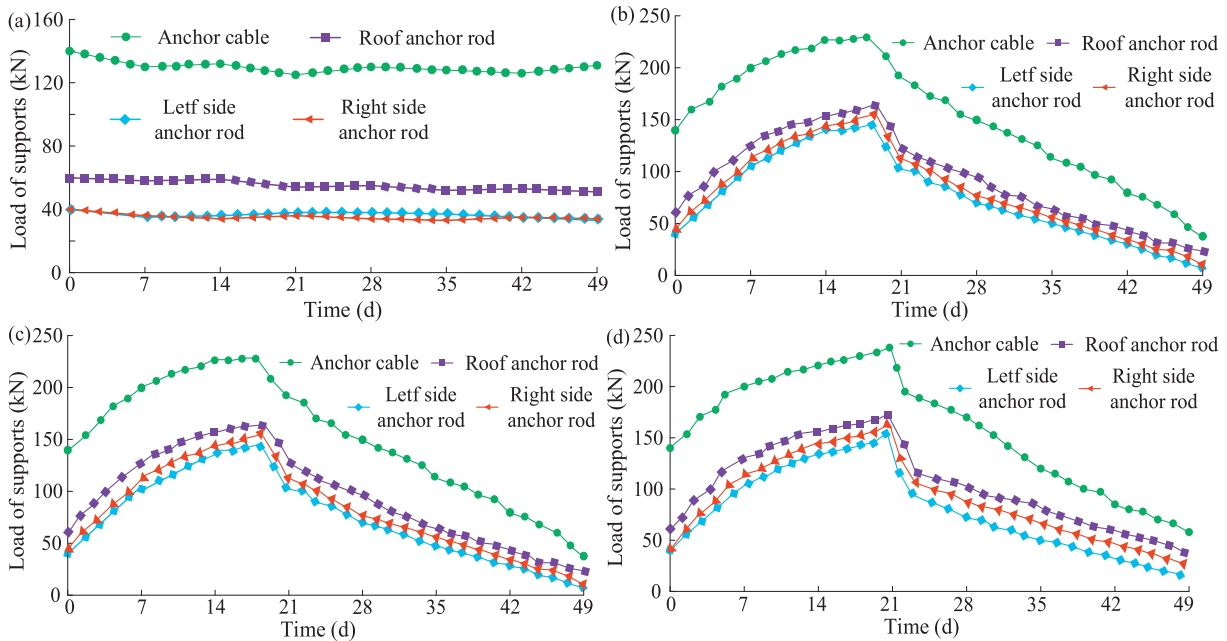 (a)
160
120
80
40
0
Load of supports (kN)
Anchor cable
Roof anchor rod
Letf side
anchor rod
Right side
anchor rod
0 7 14 21 28 35 42 49
Time (d)
(b)
250
200
150
100
50
0
Load of supports (kN)
Anchor cable
Roof anchor rod
Letf side
anchor rod
Right side
anchor rod
0 7 14 21 28 35 42 49
Time (d)
(c)
250
200
150
100
50
0
Load of supports (kN)
Anchor cable
Roof anchor rod
Letf side
anchor rod
Right side
anchor rod
0 7 14 21 28 35 42 49
Time (d)
(d)
250
200
150
100
50
0
Load of supports (kN)
Anchor cable
Roof anchor rod
Letf side
anchor rod
Right side
anchor rod
0 7 14 21 28 35 42 49
Time (d)